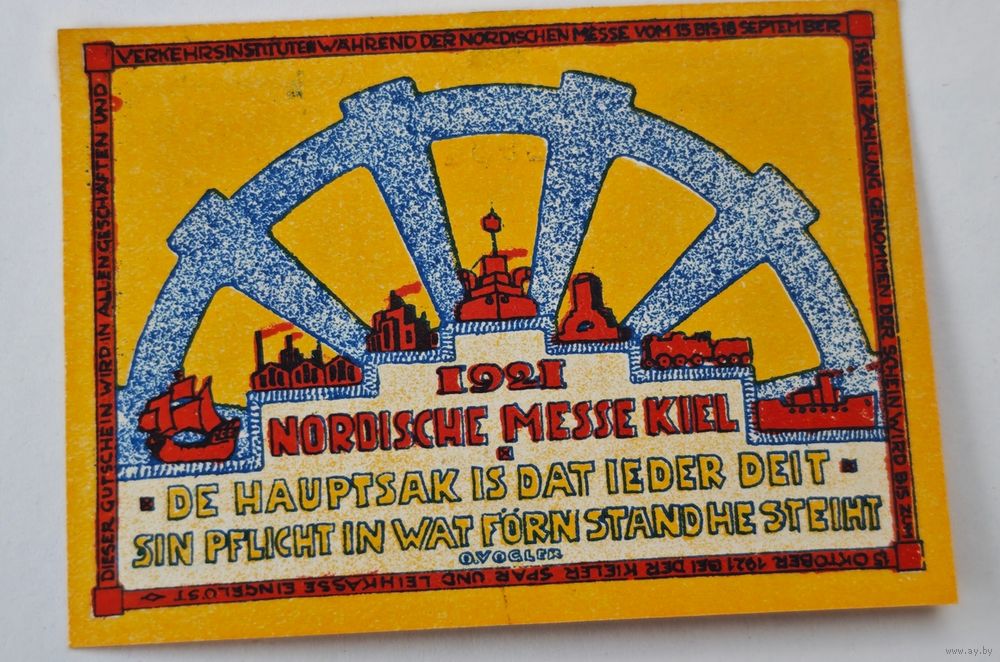 DIESER GUTSCHEIN WIRD IN ALLEN GESCHÄFTEN UND
VERKEHRSINSTITUTEN WÄHREND DER NORDISCHEN MESSE VOM 15 BIS 18 SEPTEMBER
1921 IN ZAHLUNG GENOMMEN DER SCHEIN WIRD BIS ZUM
15 OKTOBER 1921 BEI DER KIELER SPAR UND LEIHKASSE EINGELÖST
1921
NORDISCHE MESSE KIEL
DE HAUPTSAK IS DAT IEDER DEIT
SIN PFLICHT IN WAT FÖRN STAND HE STEIHT
O.VOGLER
www.ay.by